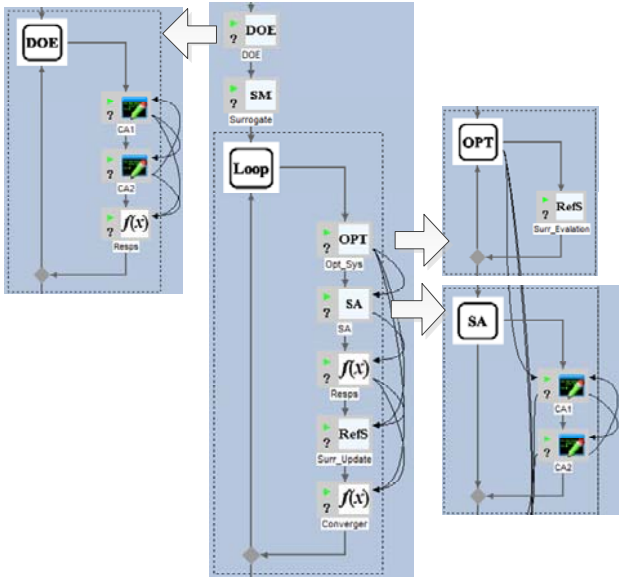 DOE
?
CA1
?
CA2
?
f(x)
Resps
?
DOE
DOE
?
SM
Surrogate
Loop
?
OPT
Opt_Sys
?
SA
SA
?
f(x)
Resps
?
RefS
Surr_Update
?
f(x)
Converger
OPT
?
RefS
Surr_Evalation
SA
?
CA1
?
CA2